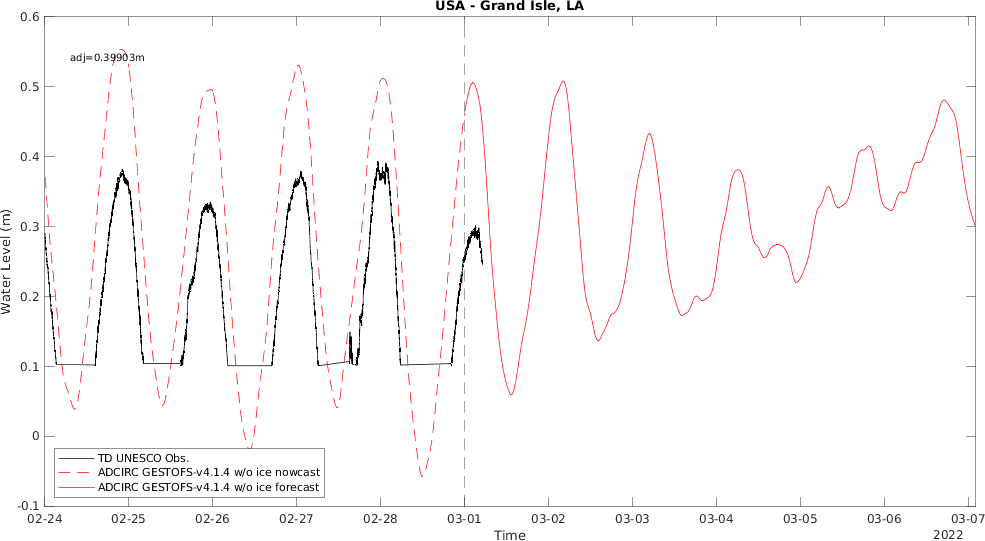 USA - Grand Isle, LA
0.6
adj=0.39903m
0.5
0.4
0.3
0.2
0.1
0
-0.1
Water Level (m)
TD UNESCO Obs.
ADCIRC GESTOFS-v4.1.4 w/o ice nowcast
ADCIRC GESTOFS-v4.1.4 w/o ice forecast
02-24 02-25 02-26 02-27 02-28 03-01 03-02 03-03 03-04 03-05 03-06 03-07
Time
2022